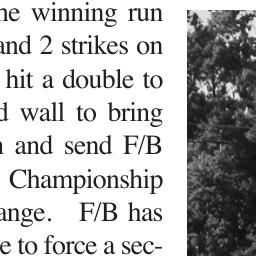 winning run
and 2 strikes on
hit a double to
wall to bring
and send F/B
Championship
ange. F/B has
e to force a sec-